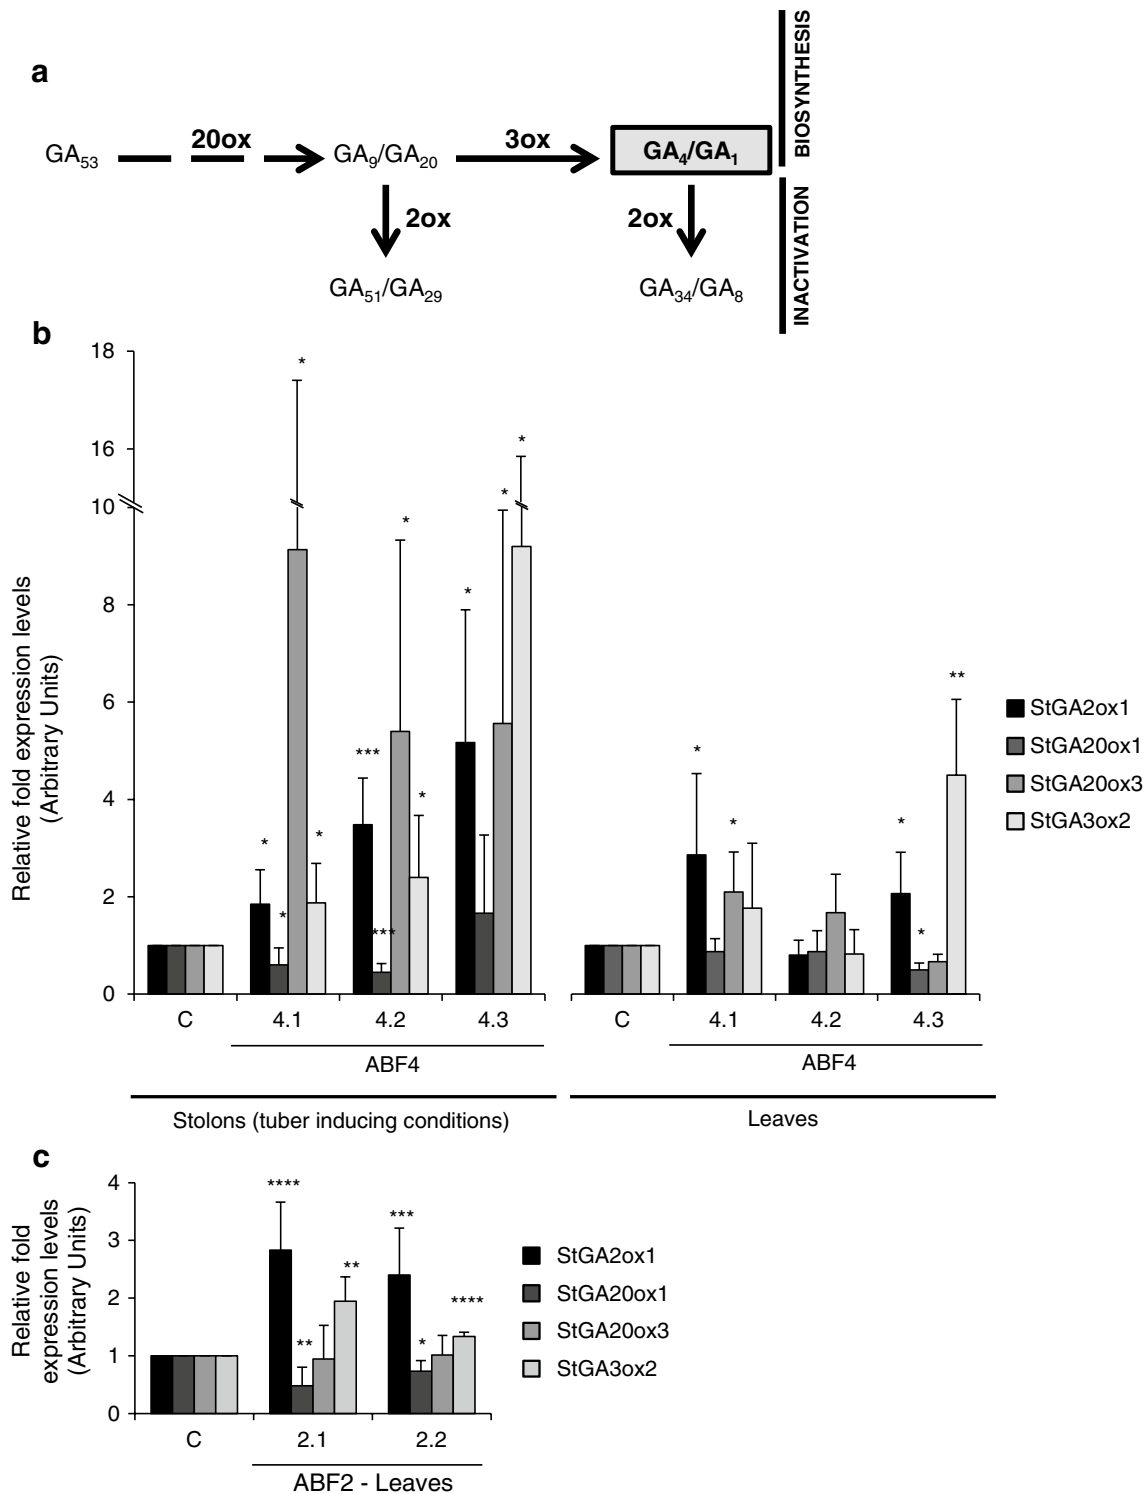 a
GA53 20ox GA9/GA20 3ox GA4/GA1
2ox 2ox
GA51/GA29 GA34/GA8
BIOSYNTHESIS
INACTIVATION
b
Relative fold expression levels
(Arbitrary Units)
18
16
10
8
6
4
2
0
* * * * *** *** * * * * *
* * * * **
C 4.1 4.2 4.3 C 4.1 4.2 4.3
ABF4 ABF4
Stolons (tuber inducing conditions) Leaves
StGA2ox1
StGA20ox1
StGA20ox3
StGA3ox2
c
Relative fold
expression levels
(Arbitrary Units)
4
3
2
1
0
**** ** ** *** * ****
C 2.1 2.2
ABF2 - Leaves
StGA2ox1
StGA20ox1
StGA20ox3
StGA3ox2